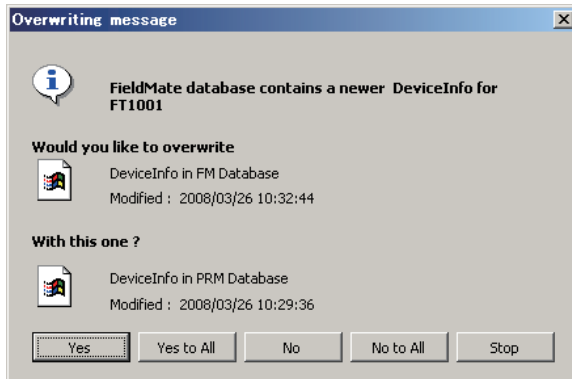 Overwriting message
FieldMate database contains a newer DeviceInfo for
FT1001
Would you like to overwrite
DeviceInfo in FM Database
Modified : 2008/03/26 10:32:44
With this one ?
DeviceInfo in PRM Database
Modified : 2008/03/26 10:29:36
Yes
Yes to All
No
No to All
Stop